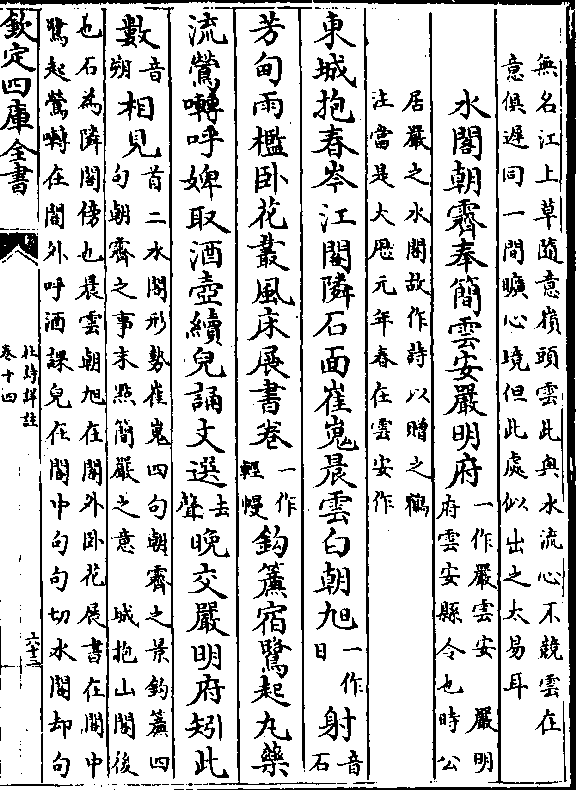 無名江上草隨意嶺頭雲此與水流心不競雲在
意俱遲同一間曠心境但此處似出之太易耳
水閣朝霽奉簡雲安嚴明府一作嚴雲安 嚴明府雲安縣令也時公
居嚴之水閣故作詩以贈之鶴
注當是大厯元年春在雲安作
東城抱春岑江閣隣石面崔嵬晨雲白朝旭一作日射音石
芳甸雨檻卧花叢風床展書卷一作輕幔鈎簾宿鷺起丸藥
流鶯囀呼婢取酒壺續兒誦文選去聲晚交嚴明府矧此
數音朔相見首二水閣形勢崔嵬四句朝霽之景鈎簾四句朝霽之事末點簡嚴之意 城抱山閣後
也石為隣閣傍也晨雲朝旭在閣外卧花展書在閣中
鷺起鶯囀在閣外呼酒課兒在閣中句句切水閣却句
欽定四庫全書
杜詩詳註
卷十四
六十三